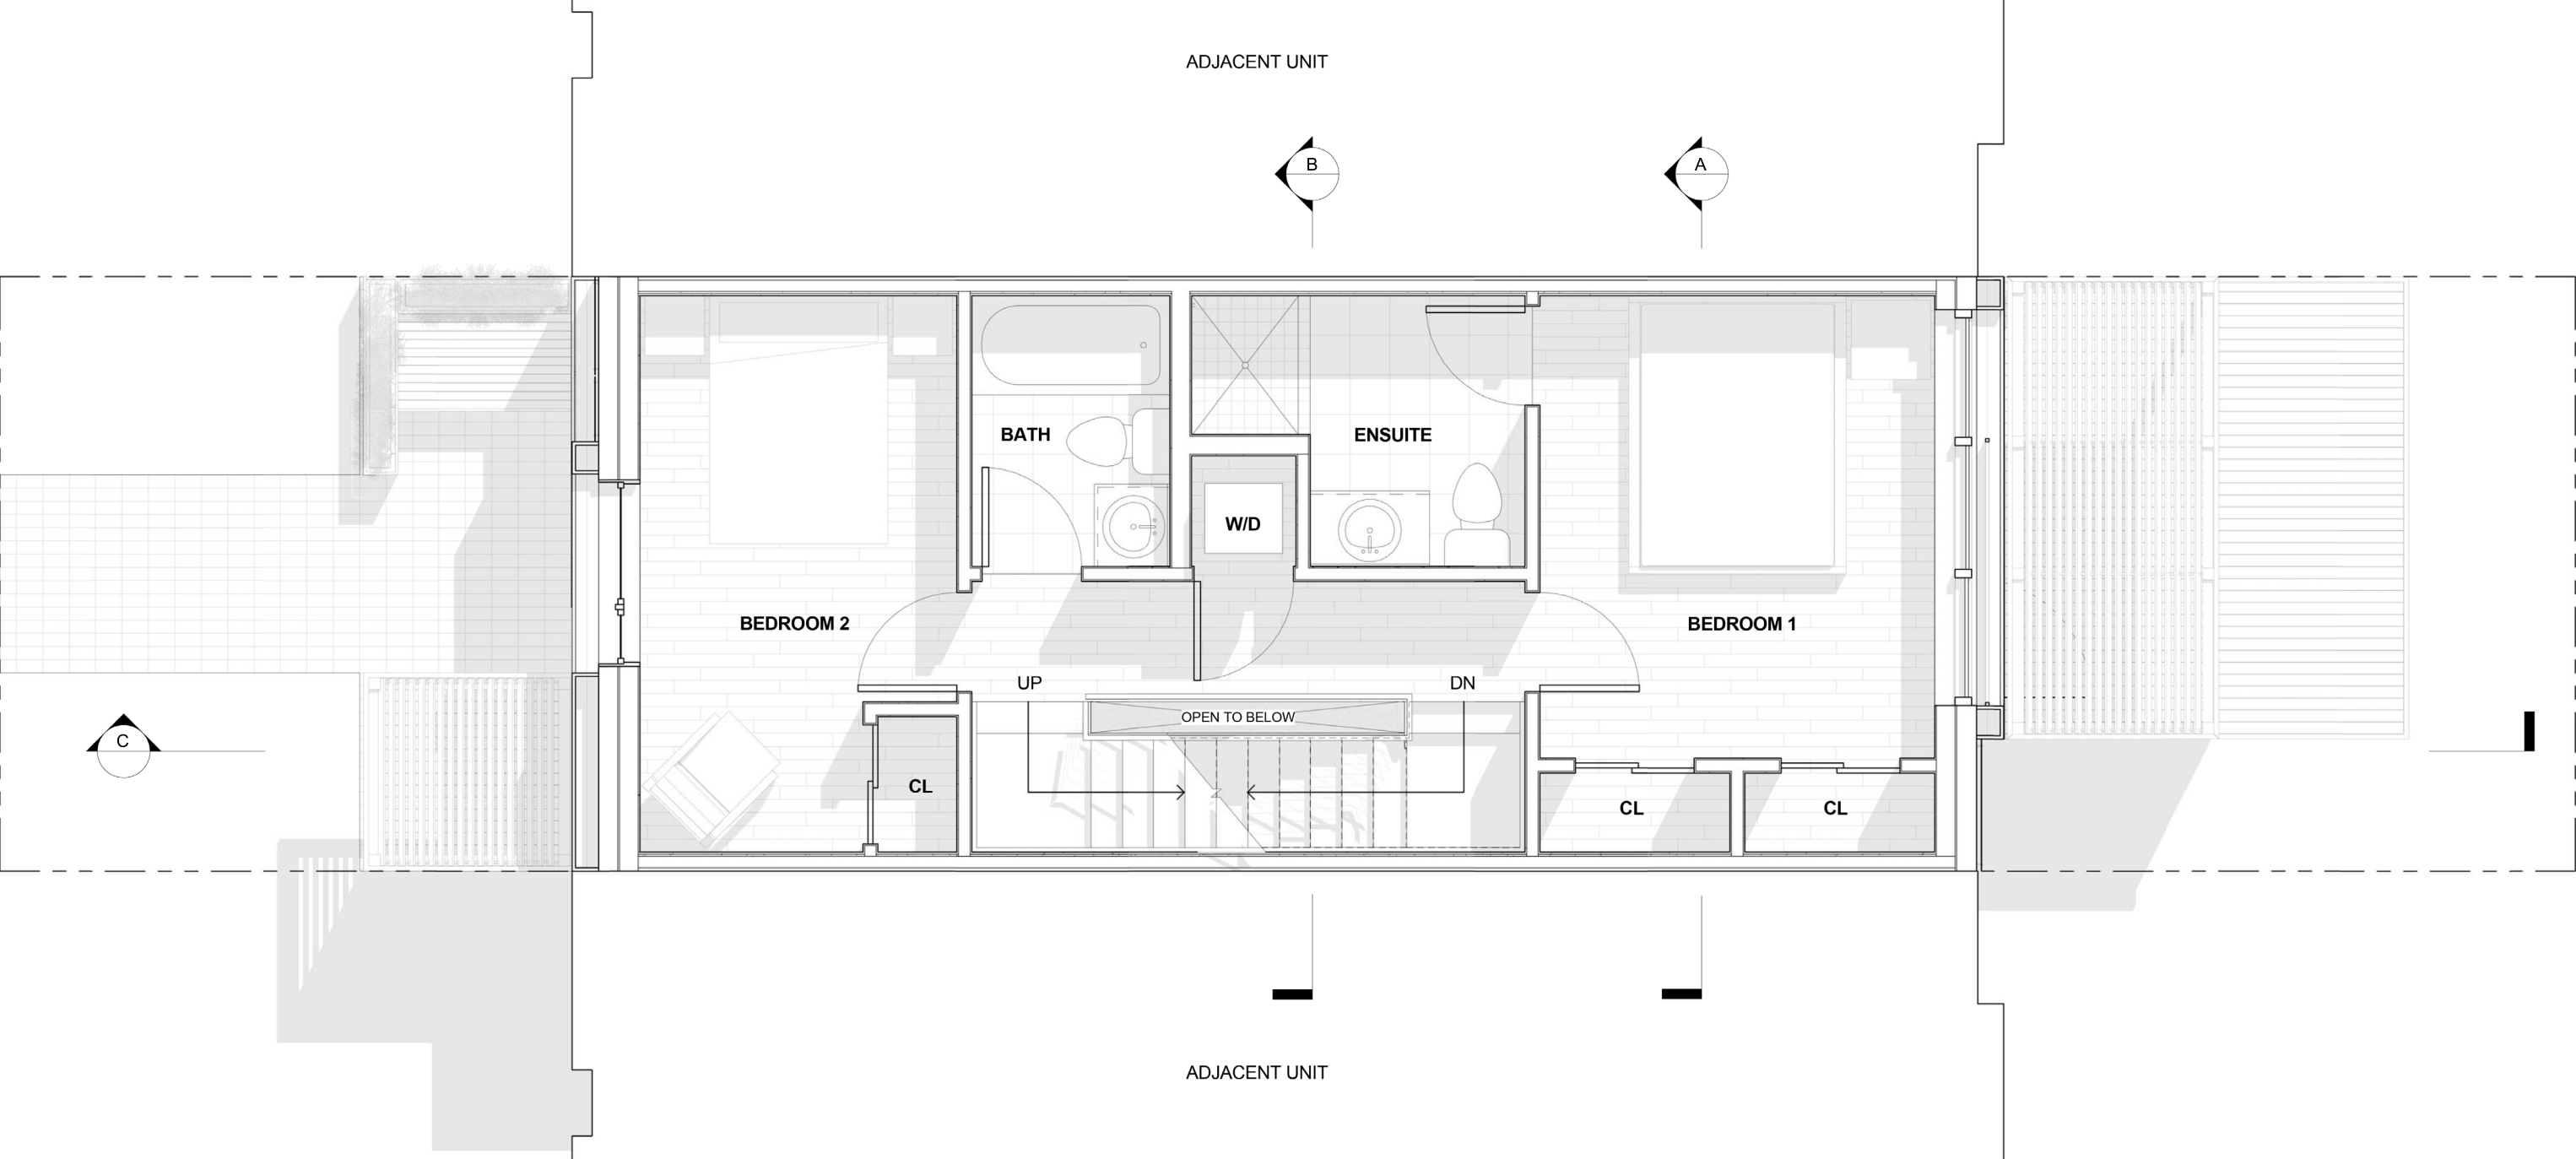 ADJACENT UNIT
B
A
BATH
ENSUITE
W/D
BEDROOM 2
BEDROOM 1
UP
DN
OPEN TO BELOW
C
CL
CL
CL
ADJACENT UNIT